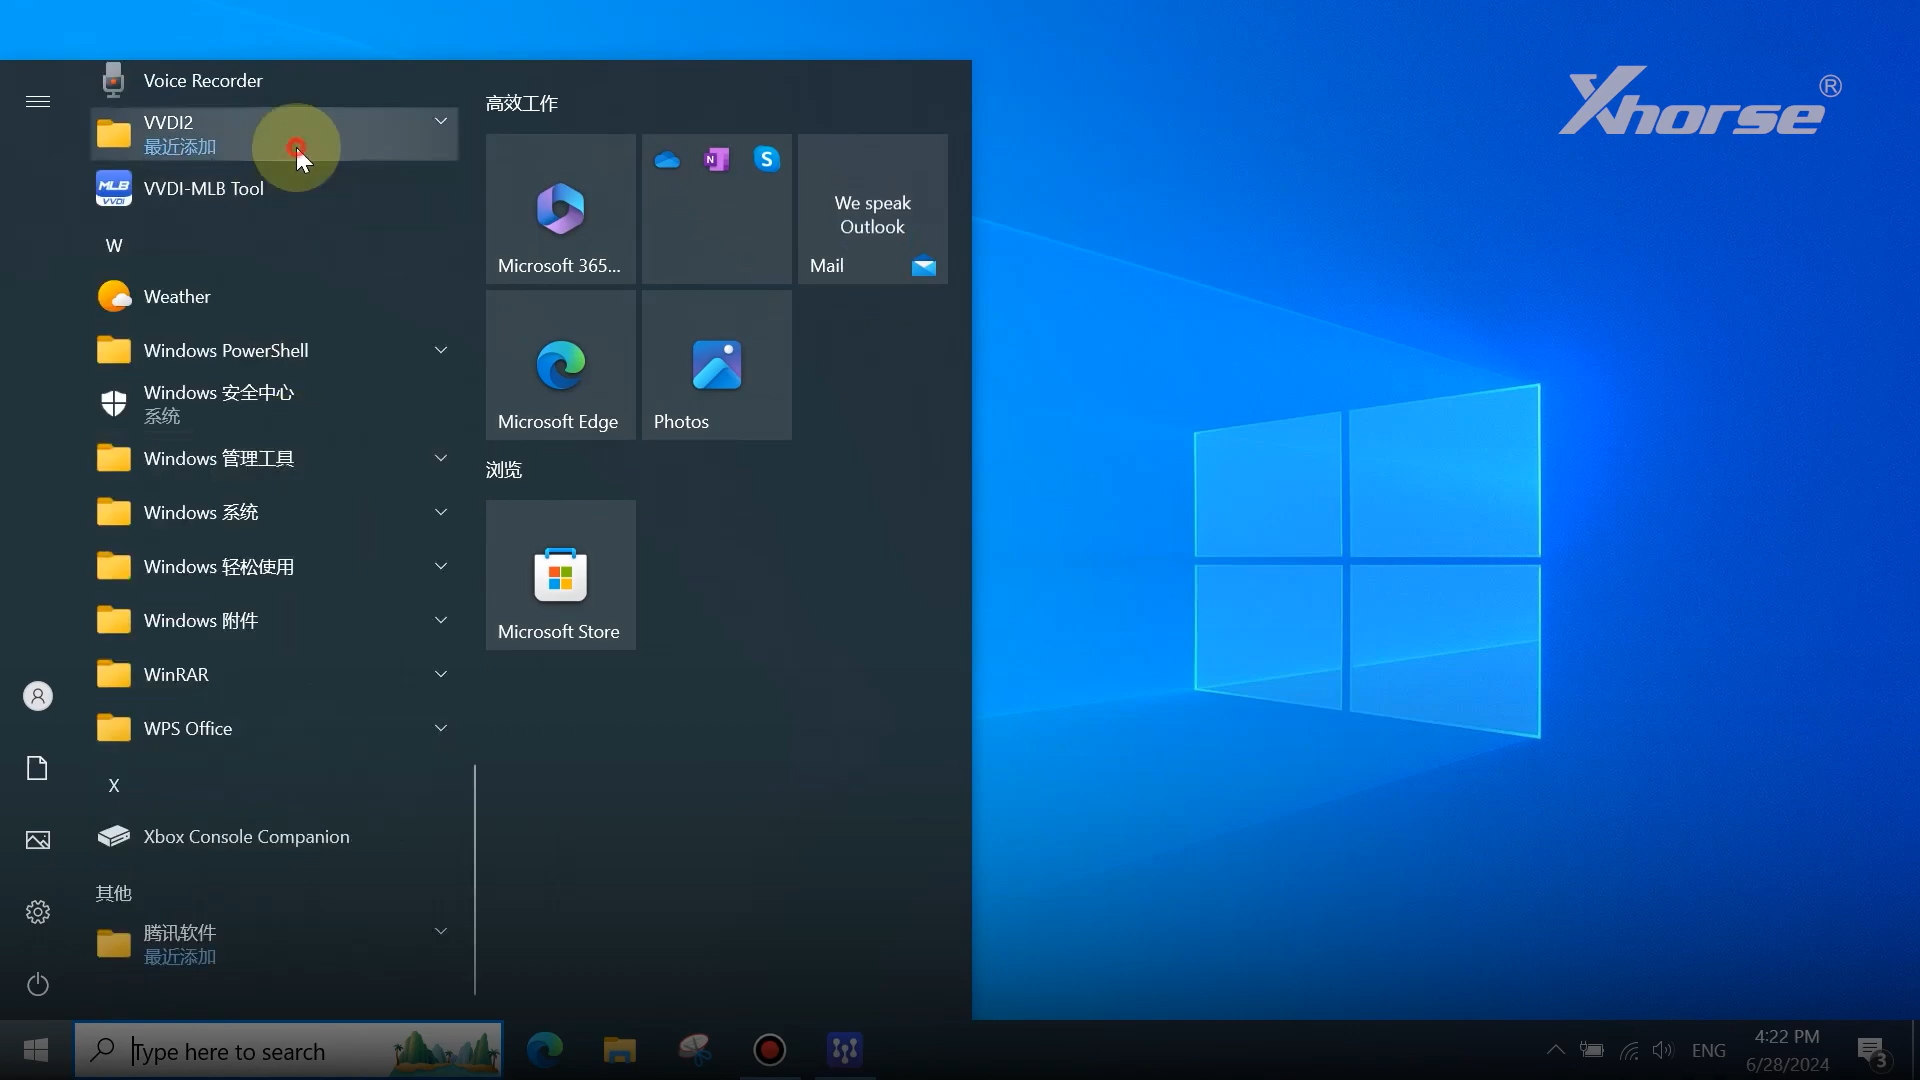 Xhorse®
Voice Recorder
VVDI2
最近添加
MLB
VVDI
VVDI-MLB Tool
W
Weather
Windows PowerShell
Windows 安全中心
系统
Windows 管理工具
Windows 系统
Windows 轻松使用
Windows 附件
WinRAR
WPS Office
X
Xbox Console Companion
其他
腾讯软件
最近添加
高效工作
Microsoft 365...
N
S
We speak
Outlook
Mail
Microsoft Edge
Photos
浏览
Microsoft Store
Type here to search
ENG
4:22 PM
6/28/2024
3